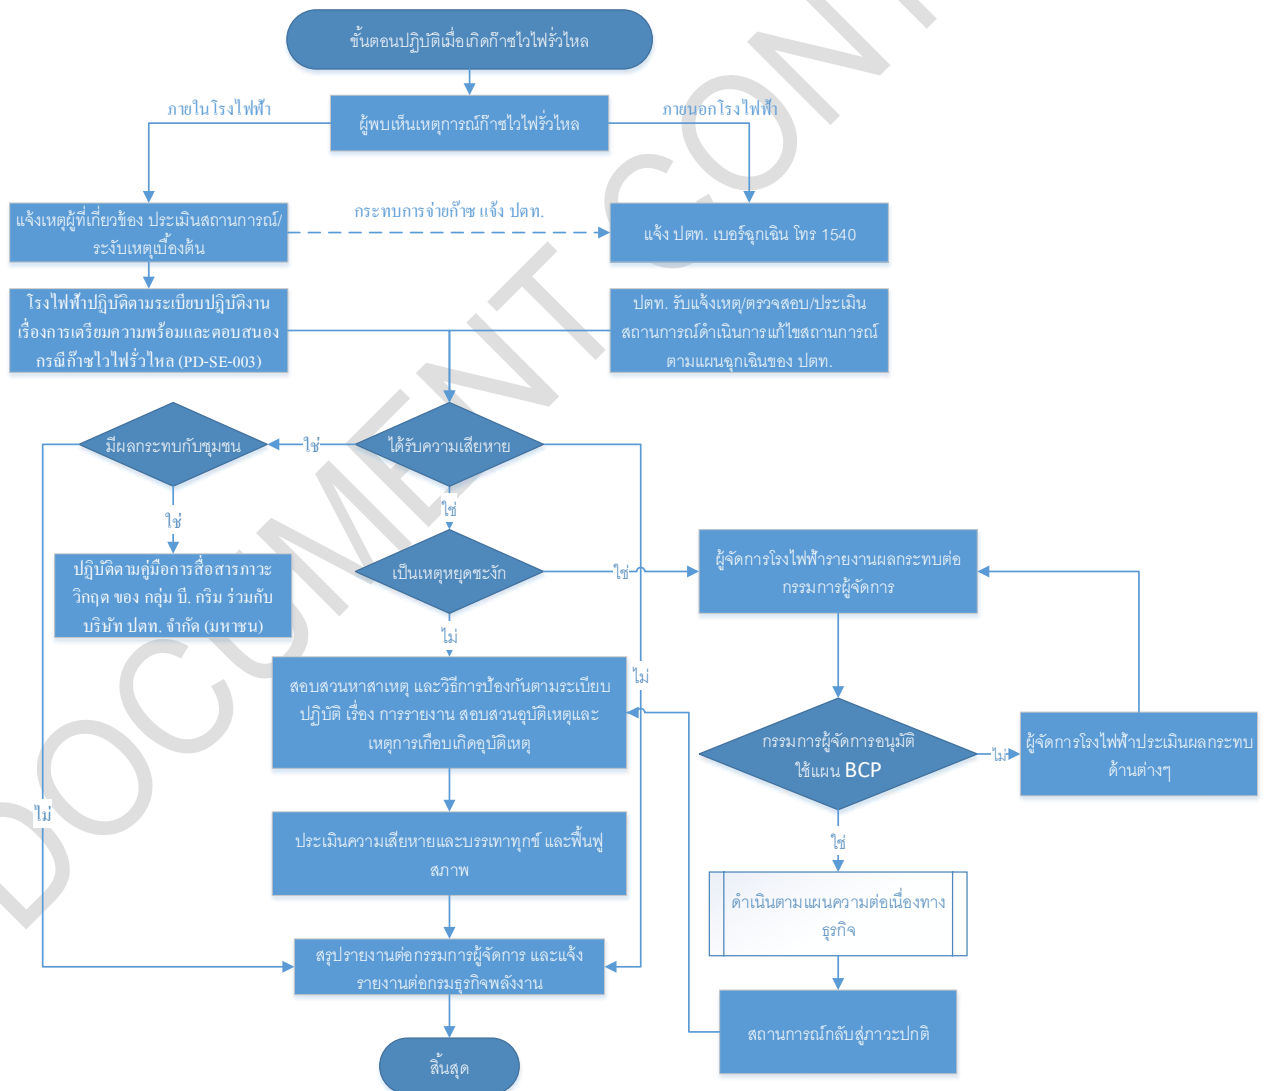 ขั้นตอนปฏิบัติเมื่อเกิดก๊าซไวไฟรั่วไหล
ภายในโรงไฟฟ้า
ภายนอกโรงไฟฟ้า
ผู้พบเห็นเหตุการณ์ก๊าซไวไฟรั่วไหล
แจ้งเหตุผู้ที่เกี่ยวข้อง ประเมินสถานการณ์/
ระงับเหตุเบื้องต้น
กระทบการจ่ายก๊าซ แจ้ง ปตท.
แจ้ง ปตท. เบอร์ฉุกเฉิน โทร 1540
โรงไฟฟ้าปฏิบัติตามระเบียบปฏิบัติงาน
เรื่องการเตรียมความพร้อมและตอบสนอง
กรณีก๊าซไวไฟรั่วไหล (PD-SE-003)
ปตท. รับแจ้งเหตุ/ตรวจสอบ/ประเมิน
สถานการณ์ดำเนินการแก้ไขสถานการณ์
ตามแผนฉุกเฉินของ ปตท.
มีผลกระทบกับชุมชน
ใช่
ได้รับความเสียหาย
ใช่
ใช่
ปฏิบัติตามคู่มือการสื่อสารภาวะ
วิกฤต ของ กลุ่ม บี. กริม ร่วมกับ
บริษัท ปตท. จำกัด (มหาชน)
เป็นเหตุหยุดชะงัก
ใช่
ผู้จัดการโรงไฟฟ้ารายงานผลกระทบต่อ
กรรมการผู้จัดการ
ไม่
ไม่
สอบสวนหาสาเหตุ และวิธีการป้องกันตามระเบียบ
ปฏิบัติ เรื่อง การรายงาน สอบสวนอุบัติเหตุและ
เหตุการเกือบเกิดอุบัติเหตุ
กรรมการผู้จัดการอนุมัติ
ใช้แผน BCP
ไม่
ผู้จัดการโรงไฟฟ้าประเมินผลกระทบ
ด้านต่างๆ
ไม่
ประเมินความเสียหายและบรรเทาทุกข์ และฟื้นฟู
สภาพ
ใช่
ดำเนินตามแผนความต่อเนื่องทาง
ธุรกิจ
สรุปรายงานต่อกรรมการผู้จัดการ และแจ้ง
รายงานต่อกรมธุรกิจพลังงาน
สถานการณ์กลับสู่ภาวะปกติ
สิ้นสุด
DOCUMENT CONT